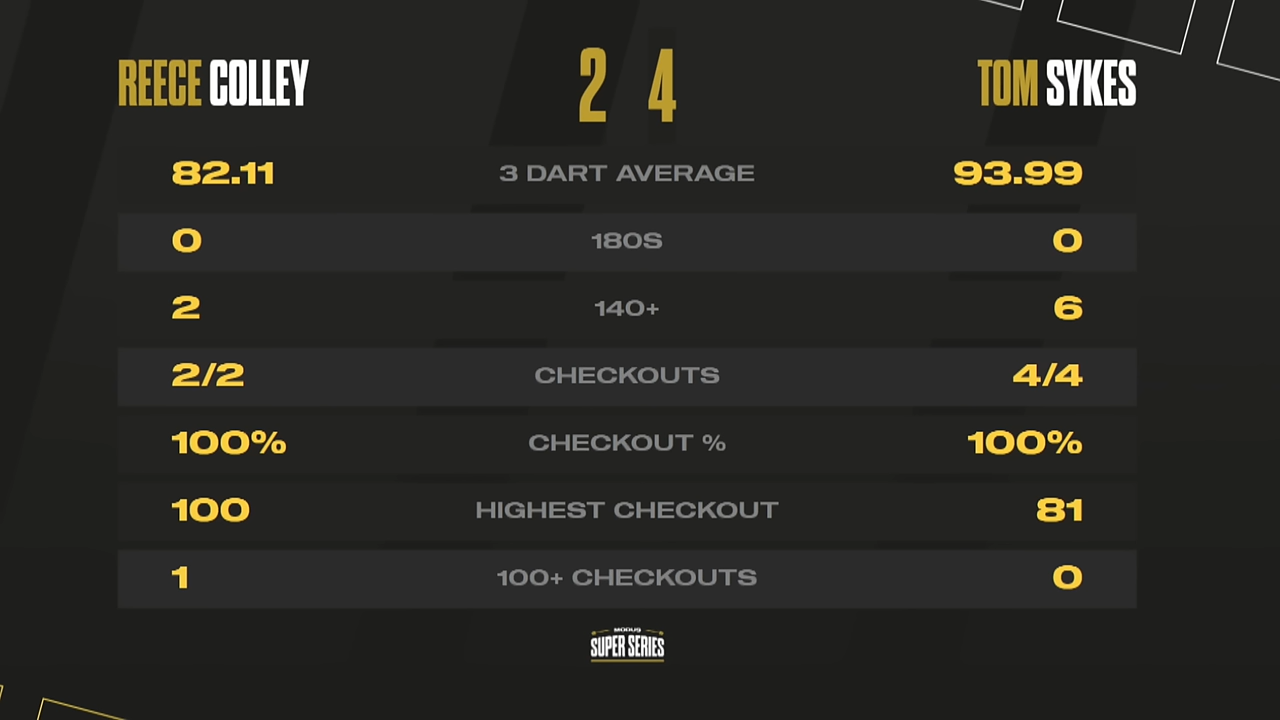 REECE COLLEY 2 4 TOM SYKES
82.11 3 DART AVERAGE 93.99
0 180S 0
2 140+ 6
2/2 CHECKOUTS 4/4
100% CHECKOUT % 100%
100 HIGHEST CHECKOUT 81
1 100+ CHECKOUTS 0
MODUS
SUPER SERIES